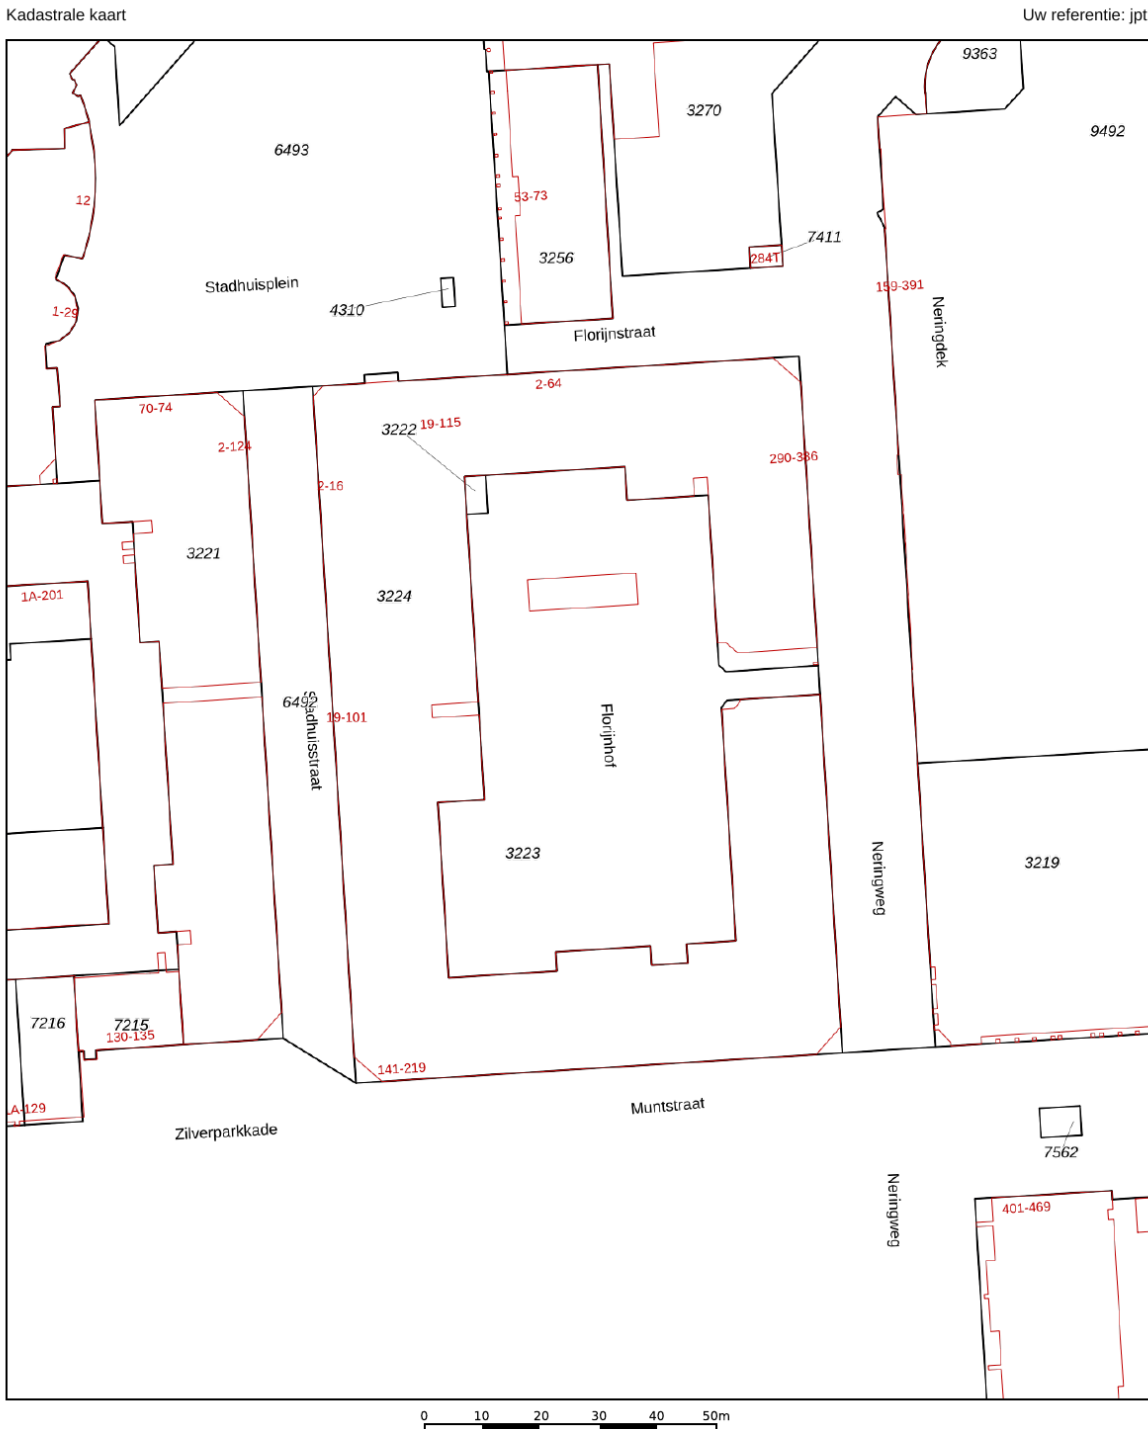 Kadastrale kaart
Uw referentie: jpt
9363
3270
9492
6493
12
53-73
7411
3256
284T
Stadhuisplein
159-391
4310
1-29
Neringdek
Florijnstraat
2-64
70-74
3222
19-115
2-124
290-386
2-16
3221
3224
1A-201
6492
Stadhuisstraat
19-101
Florijnhof
3223
Neringweg
3219
7216
7215
130-135
141-219
1A-129
Muntstraat
Zilverparkkade
7562
Neringweg
401-469
0 10 20 30 40 50m